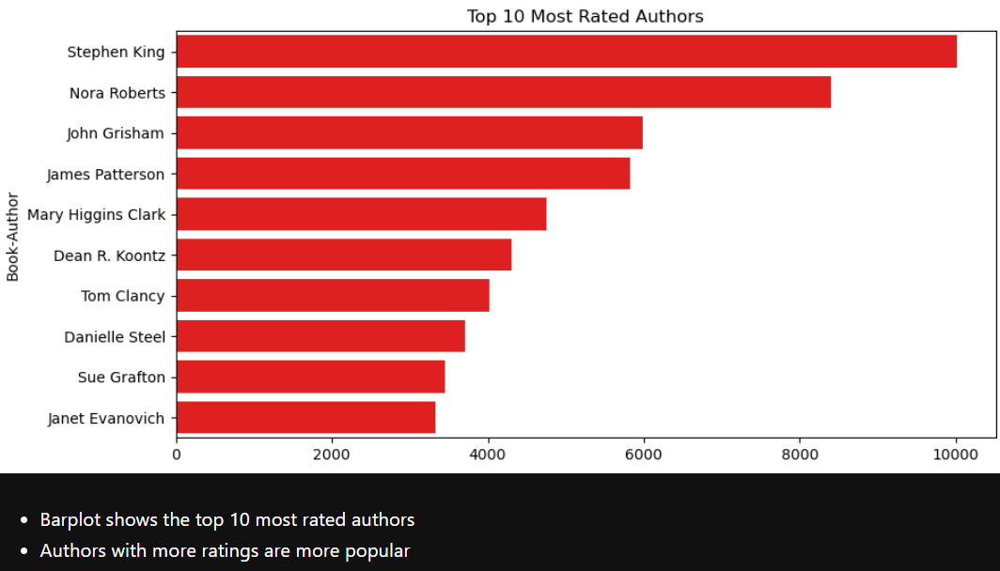 Top 10 Most Rated Authors
Stephen King
Nora Roberts
John Grisham
James Patterson
Mary Higgins Clark
Dean R. Koontz
Tom Clancy
Danielle Steel
Sue Grafton
Janet Evanovich
Book-Author
0 2000 4000 6000 8000 10000
• Barplot shows the top 10 most rated authors
• Authors with more ratings are more popular